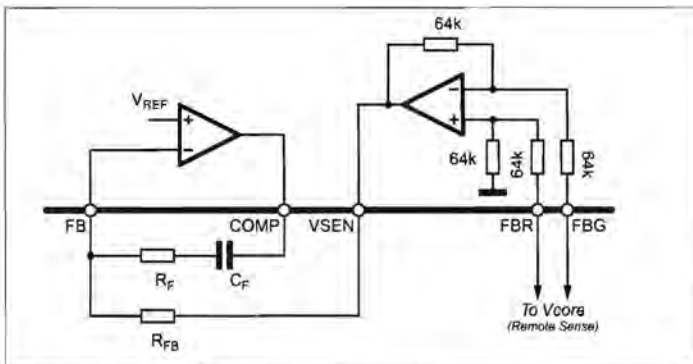 64k
VREF
+
−
−
+
64k
64k
64k
FB
COMP
VSEN
FBR
FBG
RF
CF
RFB
To Vcore
(Remote Sense)